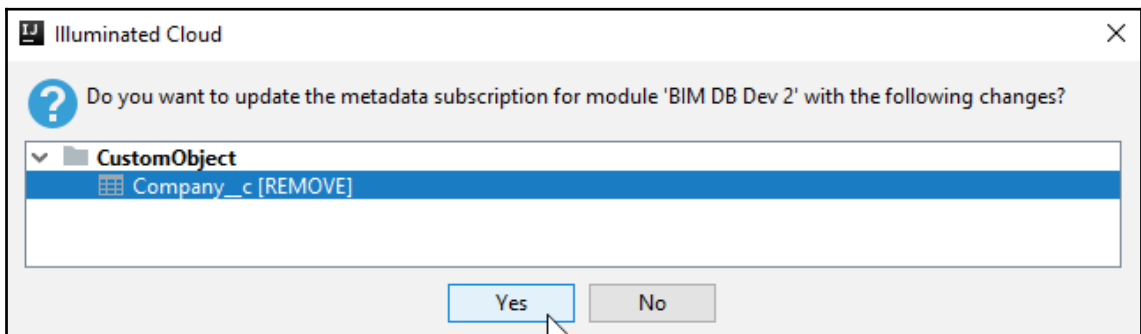 IJ Illuminated Cloud
Do you want to update the metadata subscription for module 'BIM DB Dev 2' with the following changes?
CustomObject
Company__c [REMOVE]
Yes No